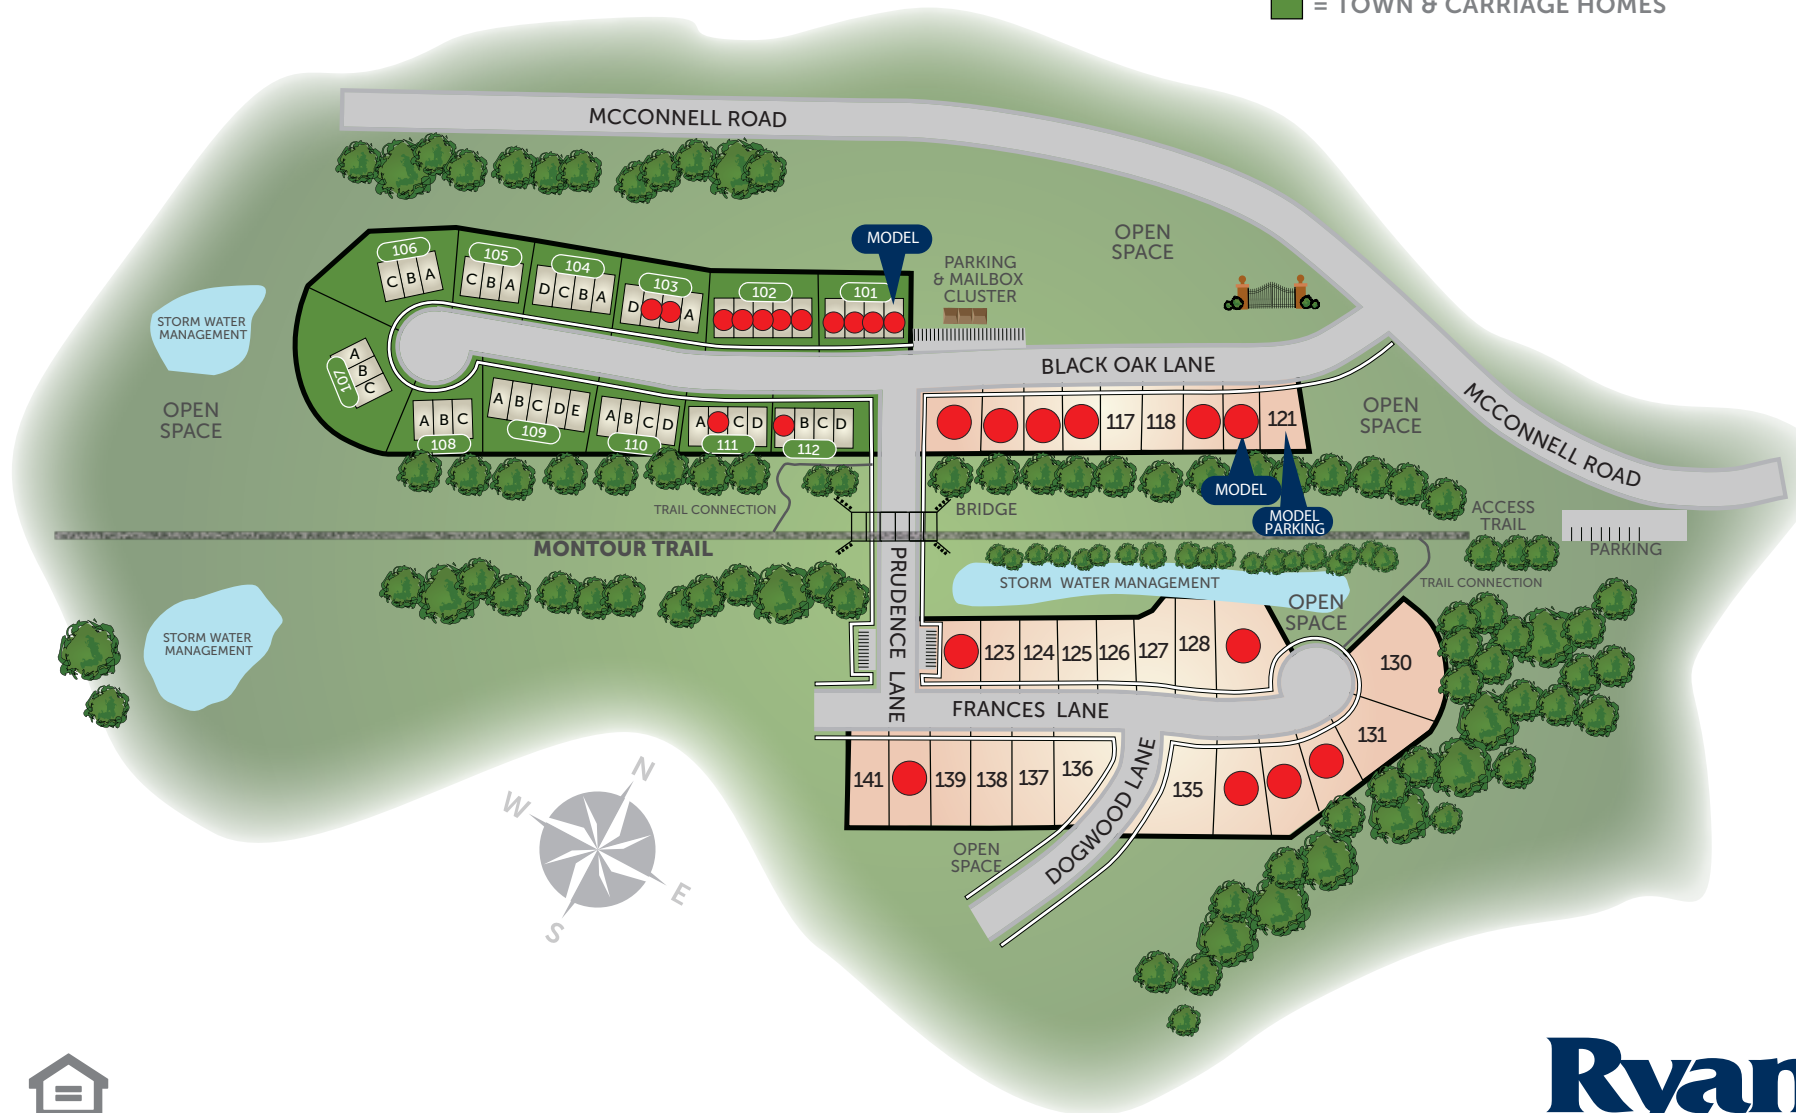 = TOWN & CARRIAGE HOMES
MCCONNELL ROAD
OPEN
SPACE
MODEL
PARKING
& MAILBOX
CLUSTER
106
C B A
105
C B A
104
D C B A
103
D A
102
101
STORM WATER
MANAGEMENT
BLACK OAK LANE
A
B
C
107
OPEN
SPACE
A B C
108
A B C D E
109
A B C D
110
A C D
111
B C D
112
117
118
121
OPEN
SPACE
MCCONNELL ROAD
MODEL
MODEL
PARKING
TRAIL CONNECTION
BRIDGE
ACCESS
TRAIL
PARKING
MONTOUR TRAIL
PRUDENCE LANE
STORM WATER MANAGEMENT
TRAIL CONNECTION
OPEN
SPACE
STORM WATER
MANAGEMENT
123
124
125
126
127
128
130
131
FRANCES LANE
141
139
138
137
136
135
DOGWOOD LANE
OPEN
SPACE
N
W
E
S
Ryan